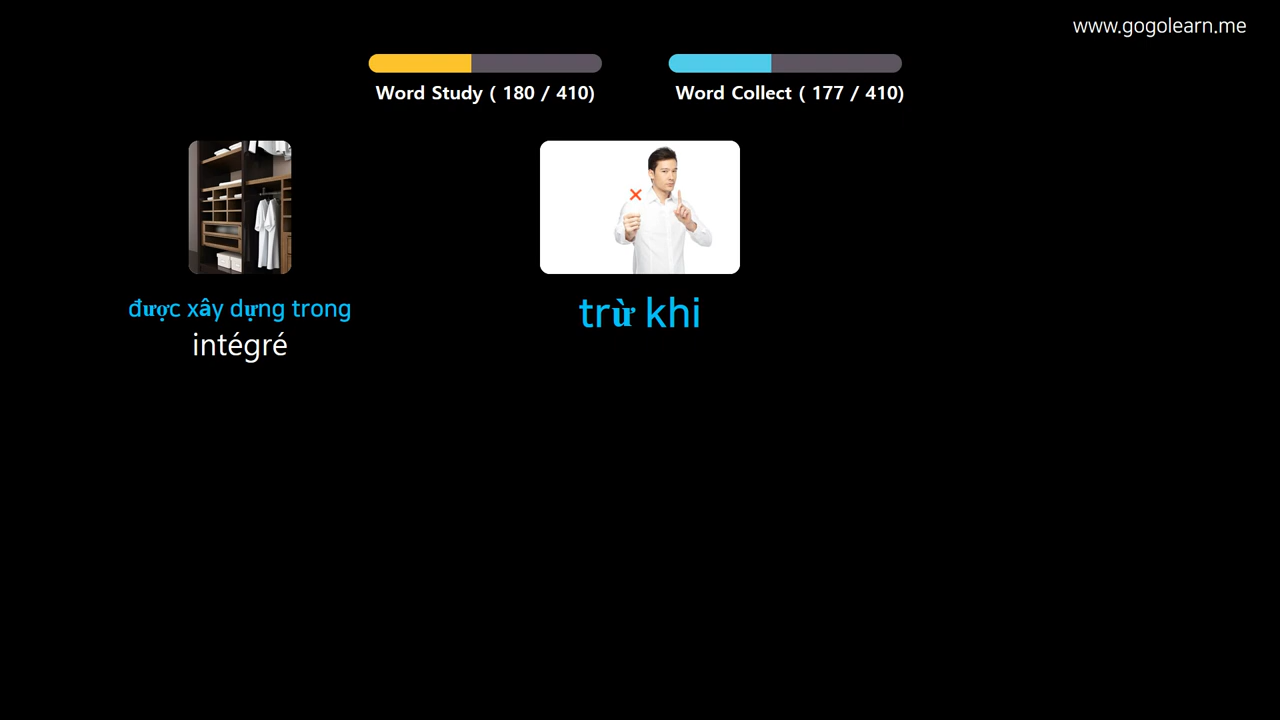 www.gogolearn.me
Word Study ( 180 / 410)
Word Collect ( 177 / 410)
được xây dựng trong
intégré
trừ khi